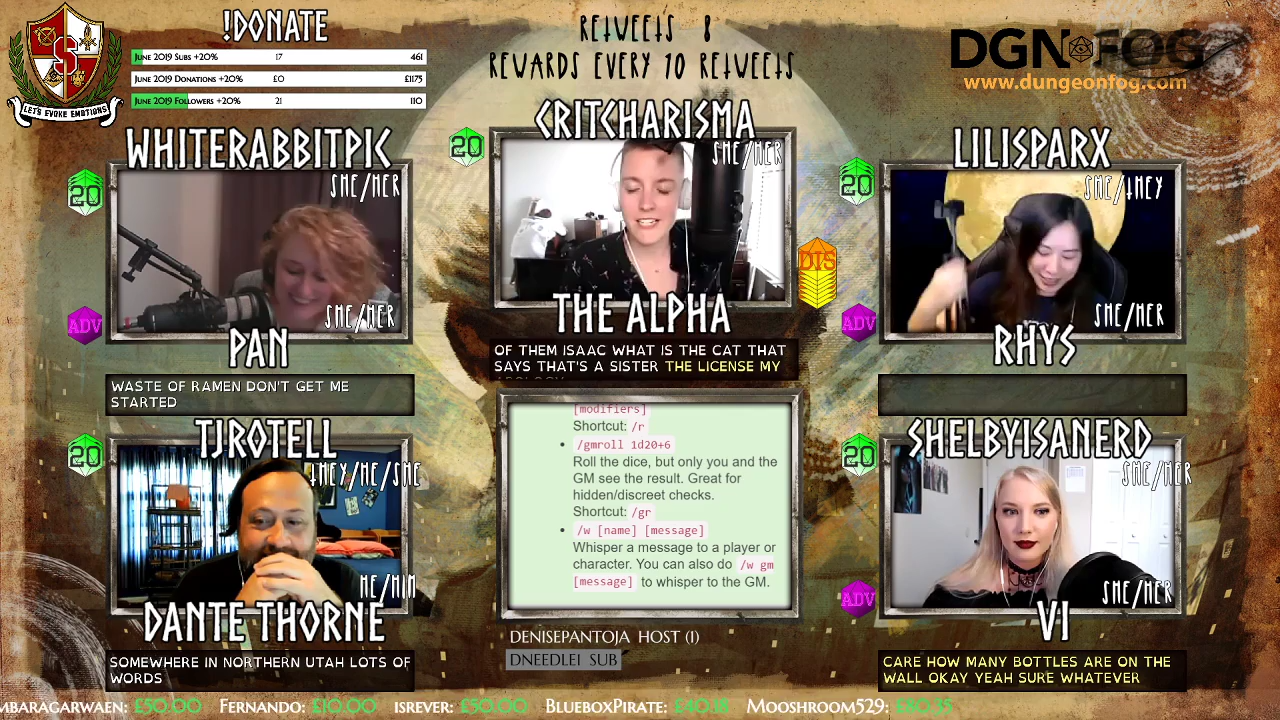 !DONATE
JUNE 2019 SUBS +20% 17 461
JUNE 2019 DONATIONS +20% £0 £1175
JUNE 2019 FOLLOWERS +20% 21 110
LET'S EVOKE EMOTIONS
RETWEETS 8
REWARDS EVERY 10 RETWEETS
DGNFOG
www.dungeonfog.com
WHITERABBITPIC
SHE/HER
20
ADV
SHE/HER
PAN
WASTE OF RAMEN DON'T GET ME
STARTED
CRITCHARISMA
SHE/HER
20
DIS
THE ALPHA
OF THEM ISAAC WHAT IS THE CAT THAT
SAYS THAT'S A SISTER THE LICENSE MY
LILISPARX
SHE/THEY
20
ADV
SHE/HER
RHYS
TJROTELL
THEY/HE/SHE
20
HE/HIM
DANTE THORNE
SOMEWHERE IN NORTHERN UTAH LOTS OF
WORDS
[modifiers]
Shortcut: /r
• /gmroll 1d20+6
Roll the dice, but only you and the
GM see the result. Great for
hidden/discreet checks.
Shortcut: /gr
• /w [name] [message]
Whisper a message to a player or
character. You can also do /w gm
[message] to whisper to the GM.
DENISEPANTOJA HOST (1)
DNEEDLE1 SUB
SHELBYISANERD
SHE/HER
20
ADV
SHE/HER
VI
CARE HOW MANY BOTTLES ARE ON THE
WALL OKAY YEAH SURE WHATEVER
MBARAGARWAEN: £50.00 FERNANDO: £10.00 ISREVER: £50.00 BLUEBOXPIRATE: £40.18 MOOSHROOM529: £30.35